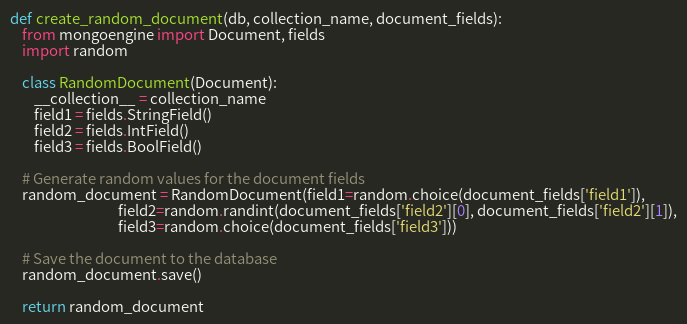 def create_random_document(db, collection_name, document_fields):
from mongoengine import Document, fields
import random
class RandomDocument(Document):
__collection__ = collection_name
field1 = fields.StringField()
field2 = fields.IntField()
field3 = fields.BoolField()
# Generate random values for the document fields
random_document = RandomDocument(field1=random.choice(document_fields['field1']),
field2=random.randint(document_fields['field2'][0], document_fields['field2'][1]),
field3=random.choice(document_fields['field3']))
# Save the document to the database
random_document.save()
return random_document